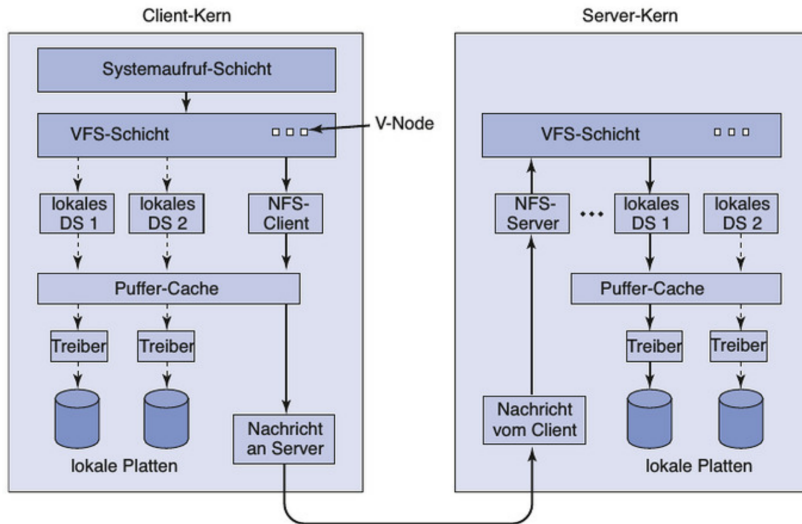 Client-Kern
Systemaufruf-Schicht
VFS-Schicht
V-Node
lokales
DS 1
lokales
DS 2
NFS-
Client
Puffer-Cache
Treiber
Treiber
Nachricht
an Server
lokale Platten
Server-Kern
VFS-Schicht
NFS-
Server
lokales
DS 1
lokales
DS 2
Puffer-Cache
Treiber
Treiber
Nachricht
vom Client
lokale Platten